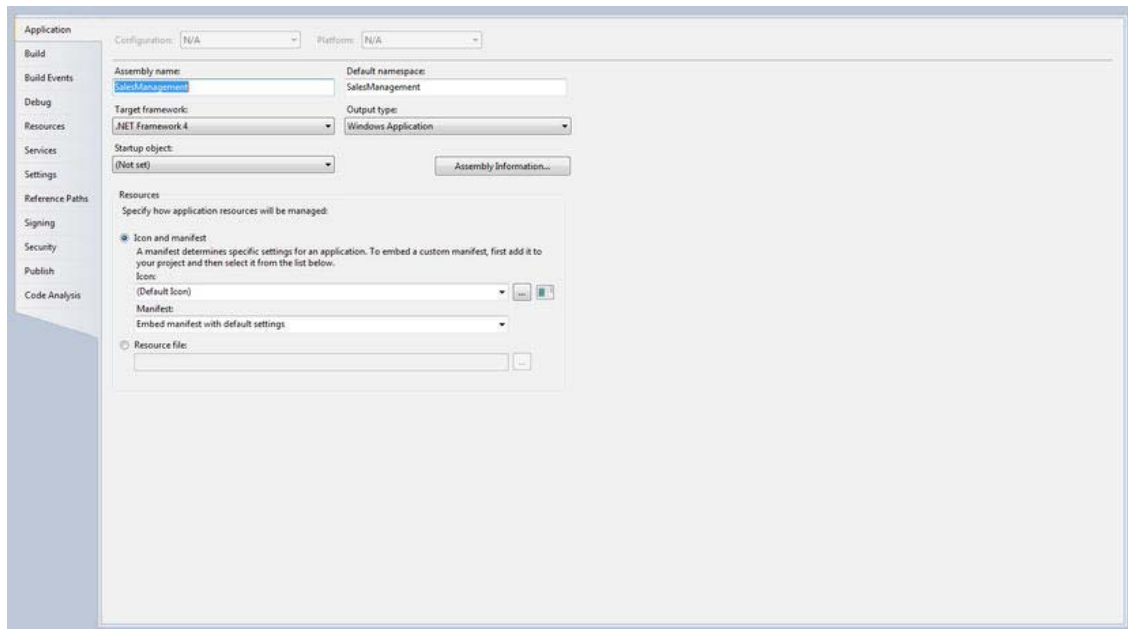 Application
Build
Build Events
Debug
Resources
Services
Settings
Reference Paths
Signing
Security
Publish
Code Analysis
Configuration: N/A Platform: N/A
Assembly name: Default namespace:
SalesManagement SalesManagement
Target framework: Output type:
.NET Framework 4 Windows Application
Startup object:
(Not set) Assembly Information...
Resources
Specify how application resources will be managed:
Icon and manifest
A manifest determines specific settings for an application. To embed a custom manifest, first add it to
your project and then select it from the list below.
Icon:
(Default Icon) ...
Manifest:
Embed manifest with default settings
Resource file:
...